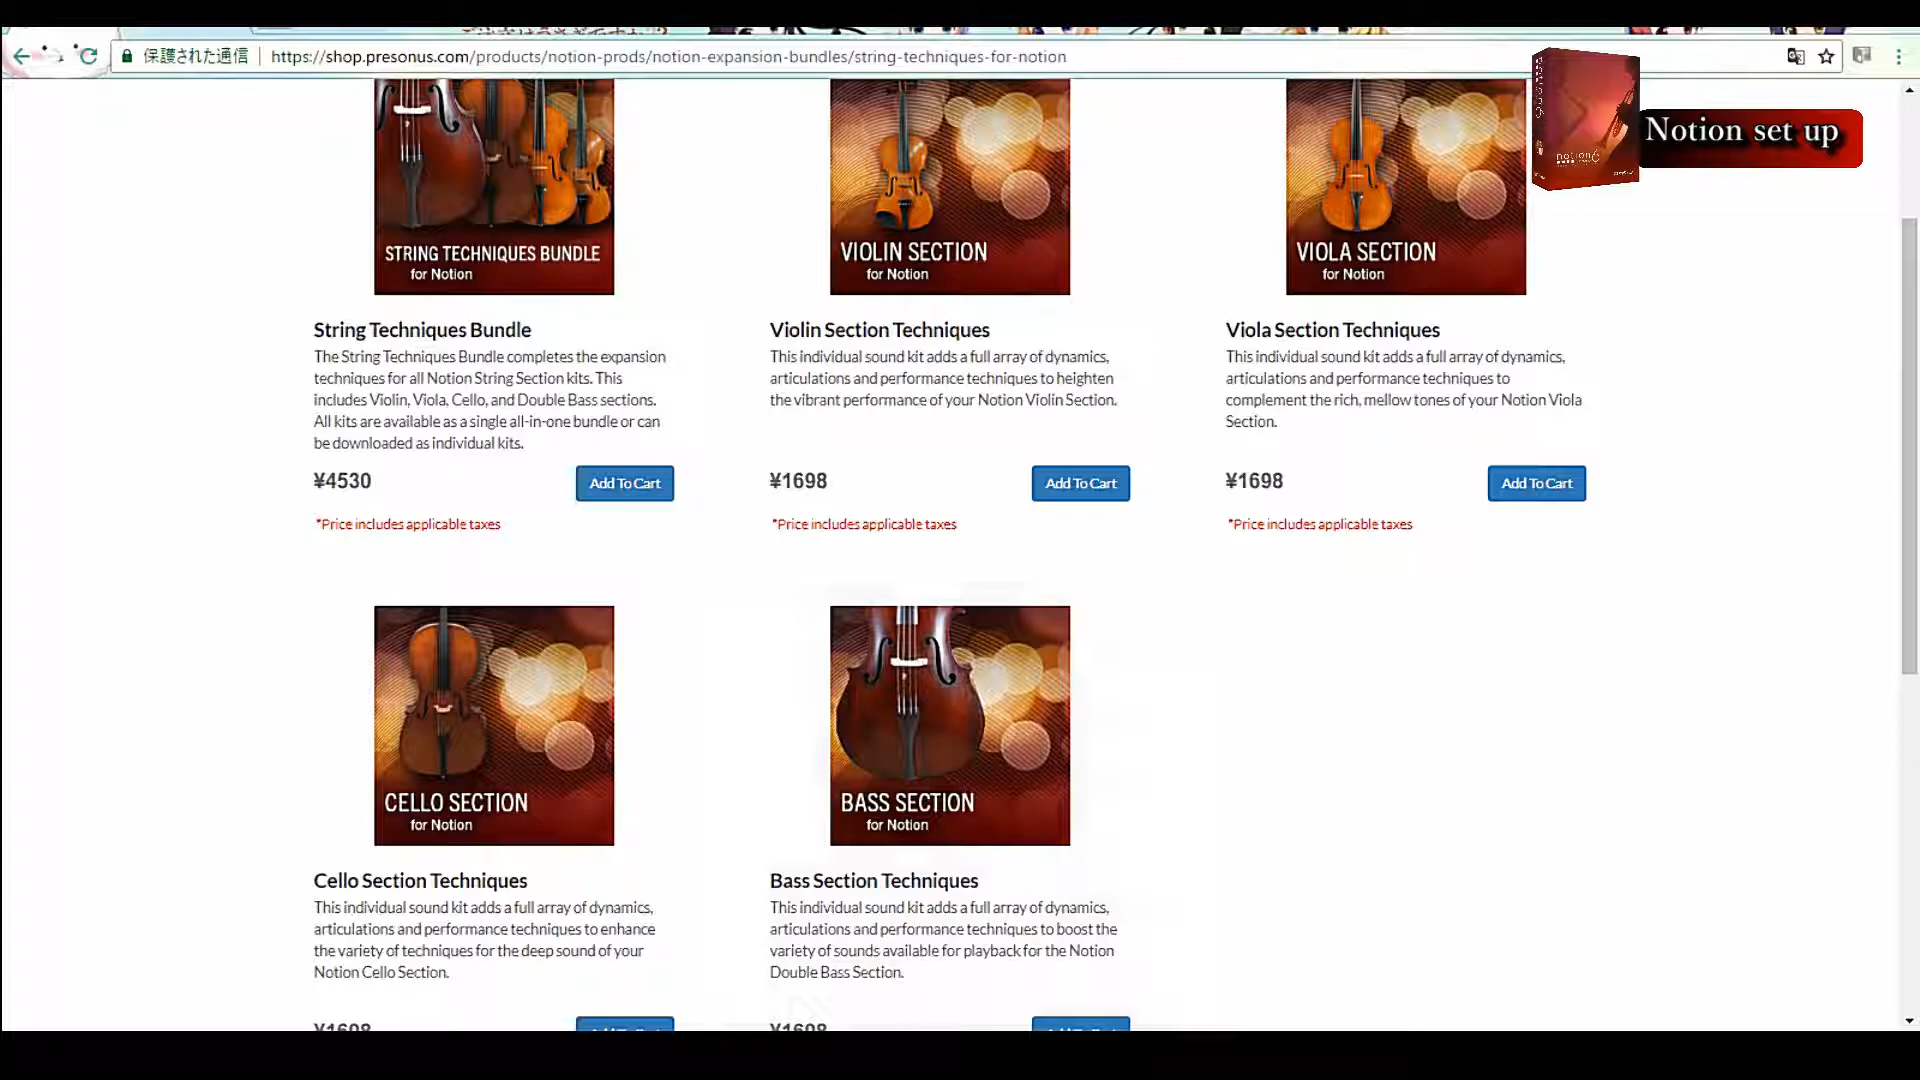 保護された通信 https://shop.presonus.com/products/notion-prods/notion-expansion-bundles/string-techniques-for-notion
notion6
Notion set up
STRING TECHNIQUES BUNDLE
for Notion
VIOLIN SECTION
for Notion
VIOLA SECTION
for Notion
String Techniques Bundle
The String Techniques Bundle completes the expansion
techniques for all Notion String Section kits. This
includes Violin, Viola, Cello, and Double Bass sections.
All kits are available as a single all-in-one bundle or can
be downloaded as individual kits.
¥4530
Add To Cart
*Price includes applicable taxes
Violin Section Techniques
This individual sound kit adds a full array of dynamics,
articulations and performance techniques to heighten
the vibrant performance of your Notion Violin Section.
¥1698
Add To Cart
*Price includes applicable taxes
Viola Section Techniques
This individual sound kit adds a full array of dynamics,
articulations and performance techniques to
complement the rich, mellow tones of your Notion Viola
Section.
¥1698
Add To Cart
*Price includes applicable taxes
CELLO SECTION
for Notion
BASS SECTION
for Notion
Cello Section Techniques
This individual sound kit adds a full array of dynamics,
articulations and performance techniques to enhance
the variety of techniques for the deep sound of your
Notion Cello Section.
¥1698
Add To Cart
Bass Section Techniques
This individual sound kit adds a full array of dynamics,
articulations and performance techniques to boost the
variety of sounds available for playback for the Notion
Double Bass Section.
¥1698
Add To Cart